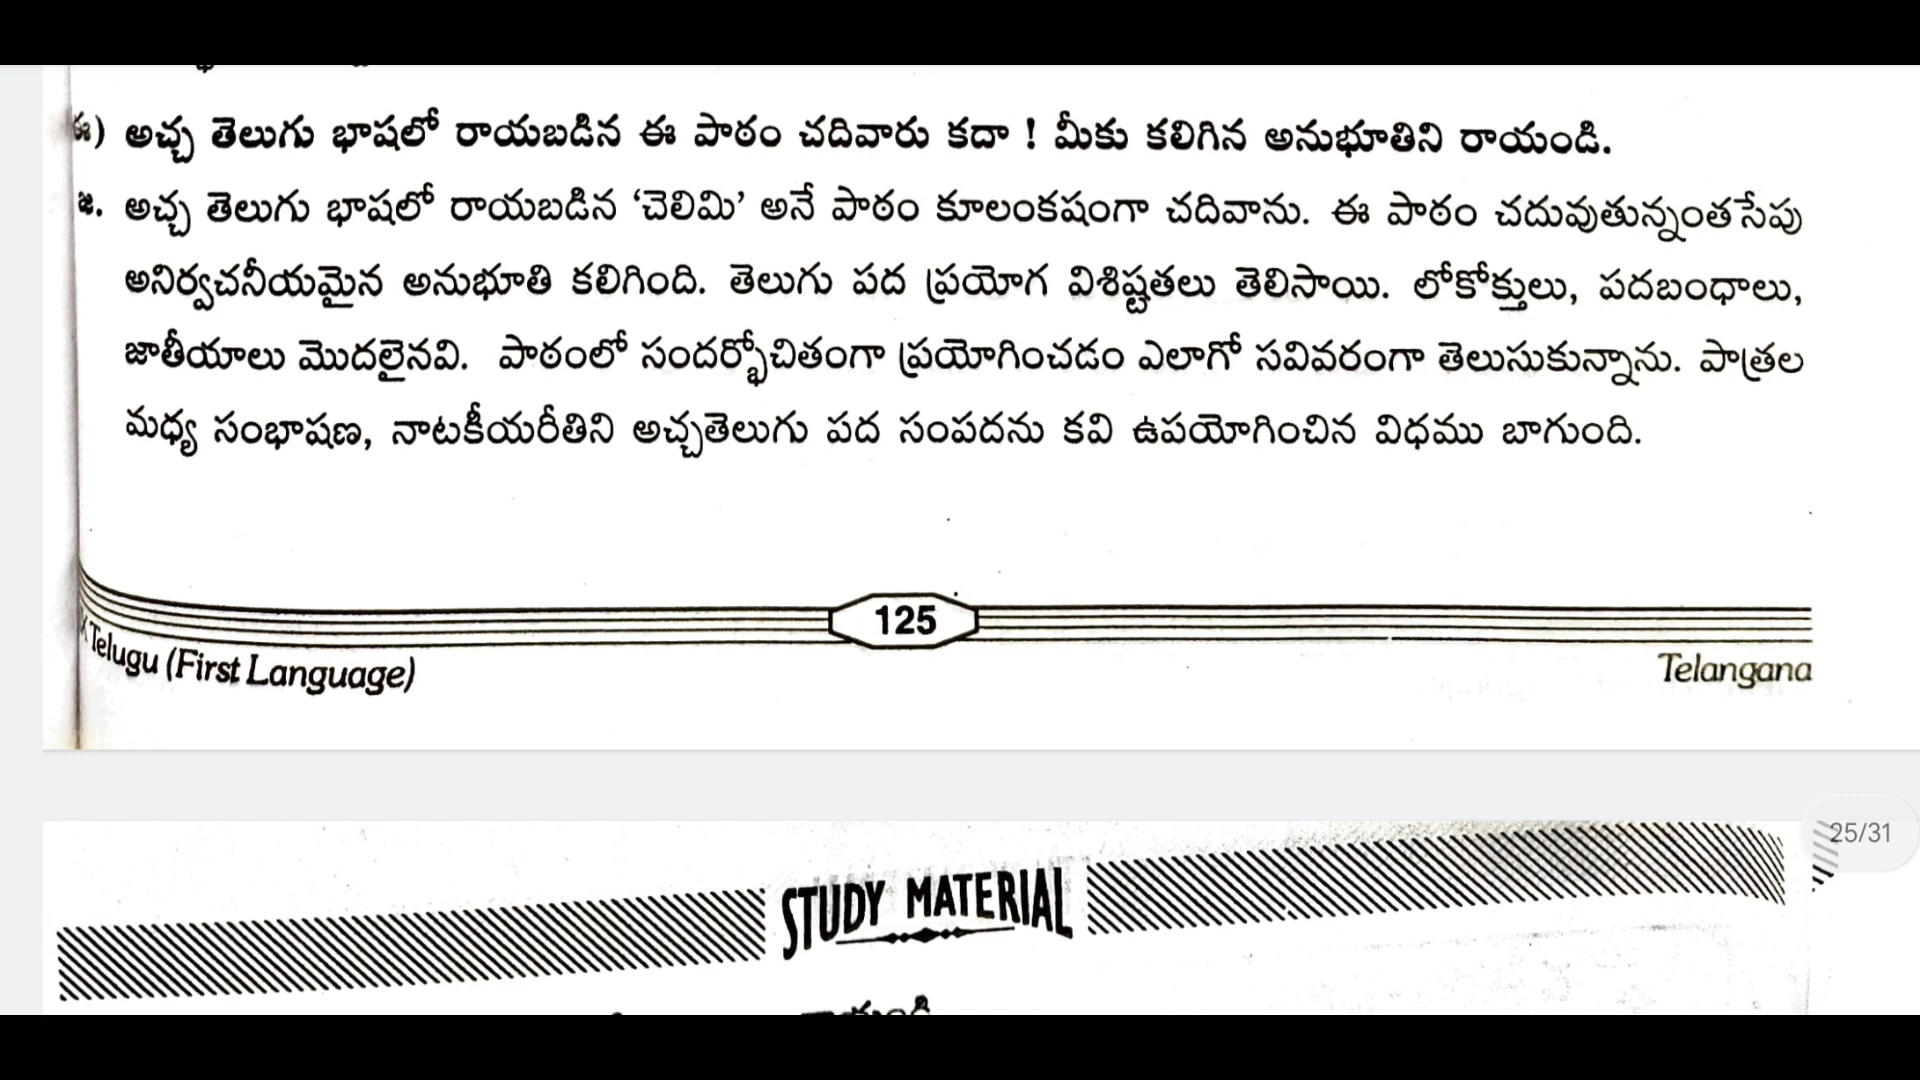 ఈ) అచ్చ తెలుగు భాషలో రాయబడిన ఈ పాఠం చదివారు కదా ! మీకు కలిగిన అనుభూతిని రాయండి.
జ. అచ్చ తెలుగు భాషలో రాయబడిన ‘చెలిమి’ అనే పాఠం కూలంకషంగా చదివాను. ఈ పాఠం చదువుతున్నంతసేపు
అనిర్వచనీయమైన అనుభూతి కలిగింది. తెలుగు పద ప్రయోగ విశిష్టతలు తెలిసాయి. లోకోక్తులు, పదబంధాలు,
జాతీయాలు మొదలైనవి. పాఠంలో సందర్భోచితంగా ప్రయోగించడం ఎలాగో సవివరంగా తెలుసుకున్నాను. పాత్రల
మధ్య సంభాషణ, నాటకీయరీతిని అచ్చతెలుగు పద సంపదను కవి ఉపయోగించిన విధము బాగుంది.
125
Telugu (First Language)
Telangana
25/31
STUDY MATERIAL